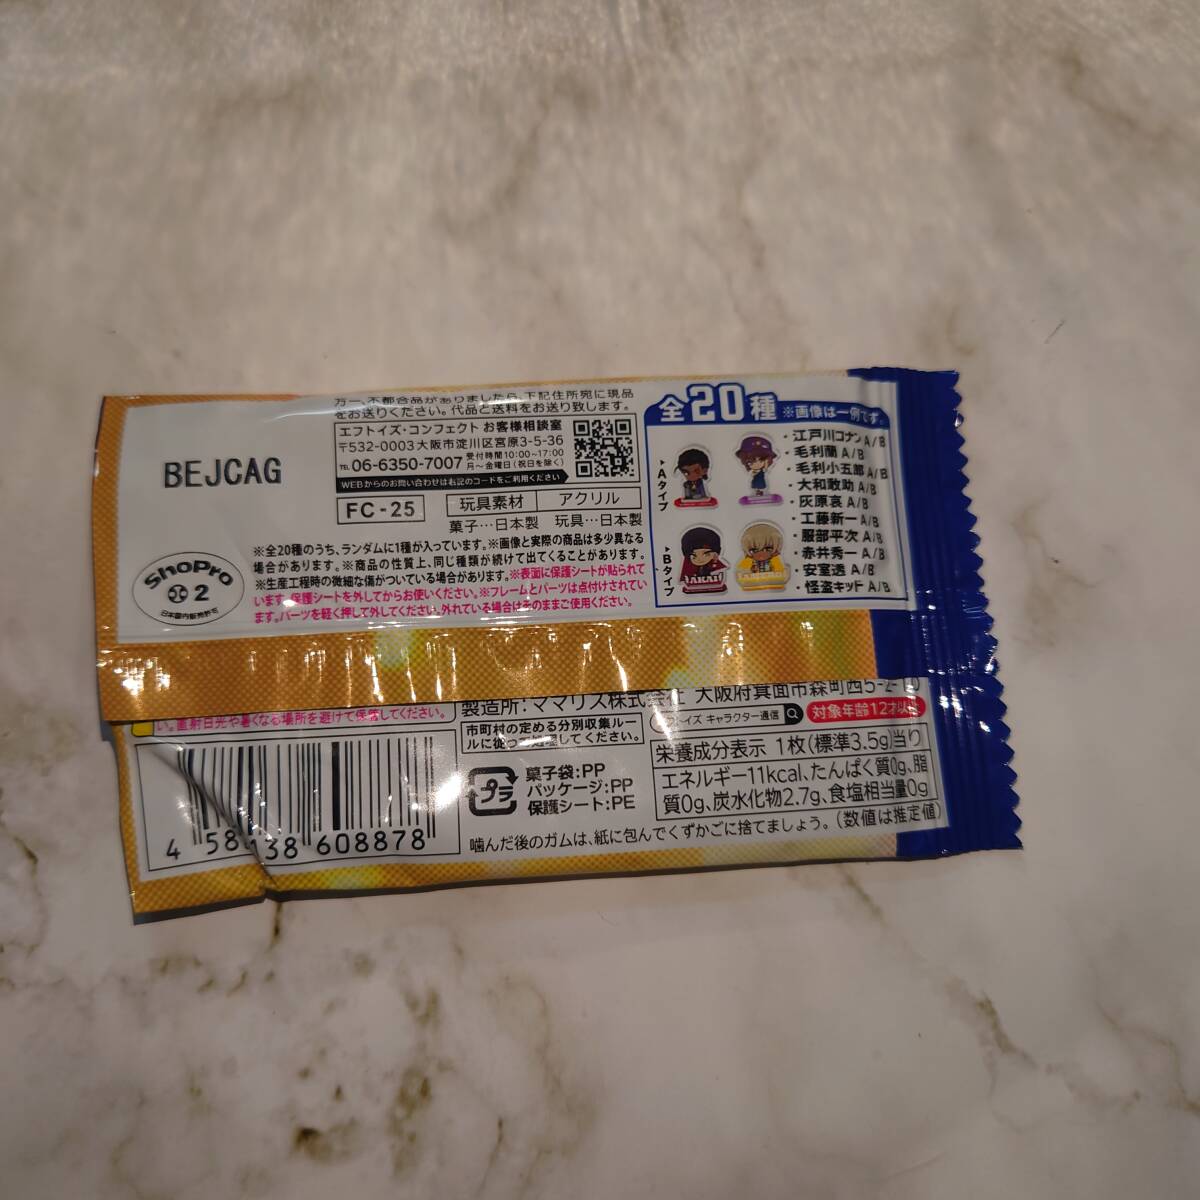 BEJCAG
万一、不都合品がありましたら、下記住所宛に現品
をお送りください。代品と送料をお送り致します。
エフトイズ・コンフェクト お客様相談室
〒532-0003 大阪市淀川区宮原3-5-36
TEL 06-6350-7007 受付時間10:00~17:00
月~金曜日(祝日を除く)
WEBからのお問い合わせは右記のコードをご利用ください
FC-25
玩具素材 アクリル
菓子…日本製 玩具…日本製
ShoPro
2
日本国内販売許可
※全20種のうち、ランダムに1種が入っています。※画像と実際の商品は多少異なる
場合があります。※商品の性質上、同じ種類が続けて出てくることがあります。
※生産工程時の微細な傷がついている場合があります。※表面に保護シートが貼られて
います。保護シートを外してからお使いください。※フレームとパーツは点付けされてい
ます。パーツを軽く押して外してください。外れている場合はそのままご使用ください。
全20種 ※画像は一例です。
Aタイプ
Bタイプ
・江戸川コナン A/B
・毛利蘭 A/B
・毛利小五郎 A/B
・大和敢助 A/B
・灰原哀 A/B
・工藤新一 A/B
・服部平次 A/B
・赤井秀一 A/B
・安室透 A/B
・怪盗キッド A/B
い。直射日光や暑くなる場所を避けて保管してください。
製造所:ママリス株式会社 大阪府箕面市森町西5-2-10
市町村の定める分別収集ルー
ルに従って処理してください。
キャラクター通信
対象年齢12才以上
栄養成分表示 1枚(標準3.5g)当り
エネルギー11kcal、たんぱく質0g、脂
質0g、炭水化物2.7g、食塩相当量0g
(数値は推定値)
プラ
菓子袋:PP
パッケージ:PP
保護シート:PE
噛んだ後のガムは、紙に包んでくずかごに捨てましょう。
4 58 138 608878